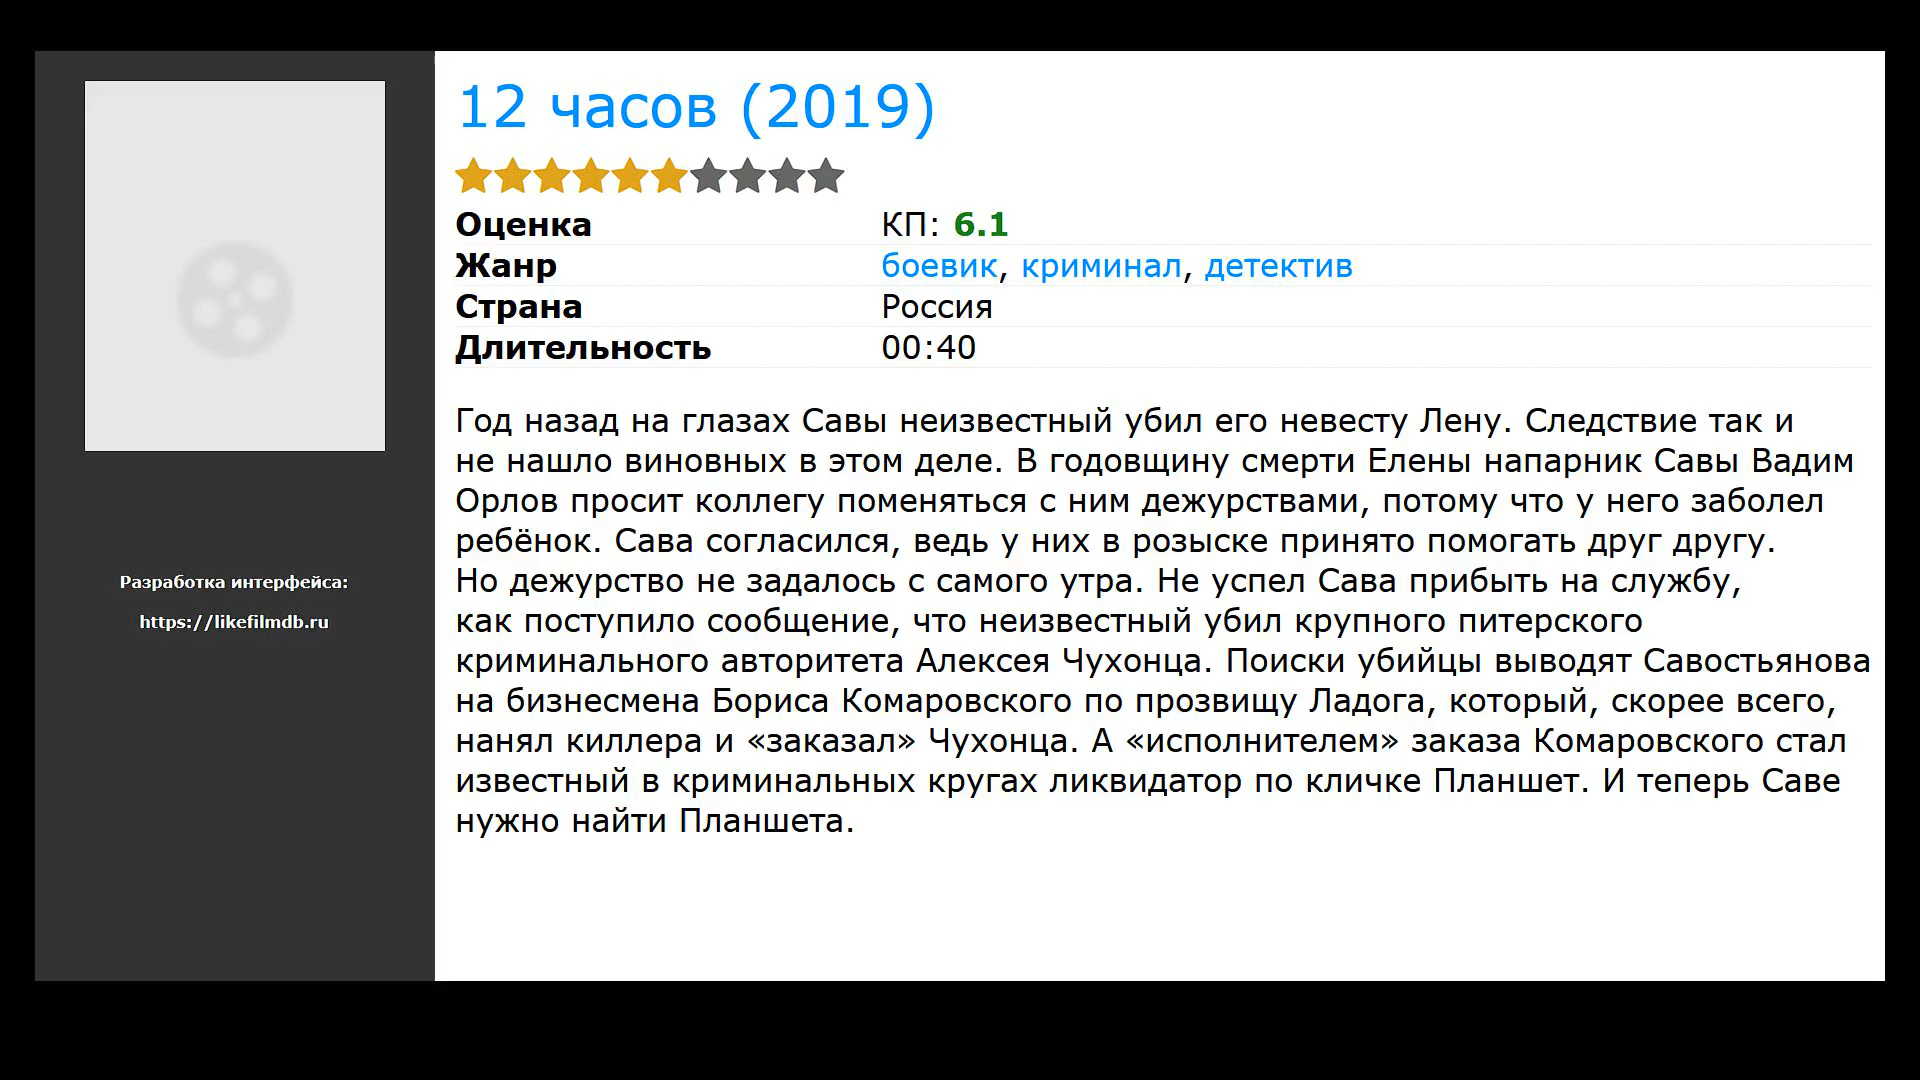 12 часов (2019)
Оценка КП: 6.1
Жанр боевик, криминал, детектив
Страна Россия
Длительность 00:40
Год назад на глазах Савы неизвестный убил его невесту Лену. Следствие так и
не нашло виновных в этом деле. В годовщину смерти Елены напарник Савы Вадим
Орлов просит коллегу поменяться с ним дежурствами, потому что у него заболел
ребёнок. Сава согласился, ведь у них в розыске принято помогать друг другу.
Но дежурство не задалось с самого утра. Не успел Сава прибыть на службу,
как поступило сообщение, что неизвестный убил крупного питерского
криминального авторитета Алексея Чухонца. Поиски убийцы выводят Савостьянова
на бизнесмена Бориса Комаровского по прозвищу Ладога, который, скорее всего,
нанял киллера и «заказал» Чухонца. А «исполнителем» заказа Комаровского стал
известный в криминальных кругах ликвидатор по кличке Планшет. И теперь Саве
нужно найти Планшета.
Разработка интерфейса:
https://likefilmdb.ru